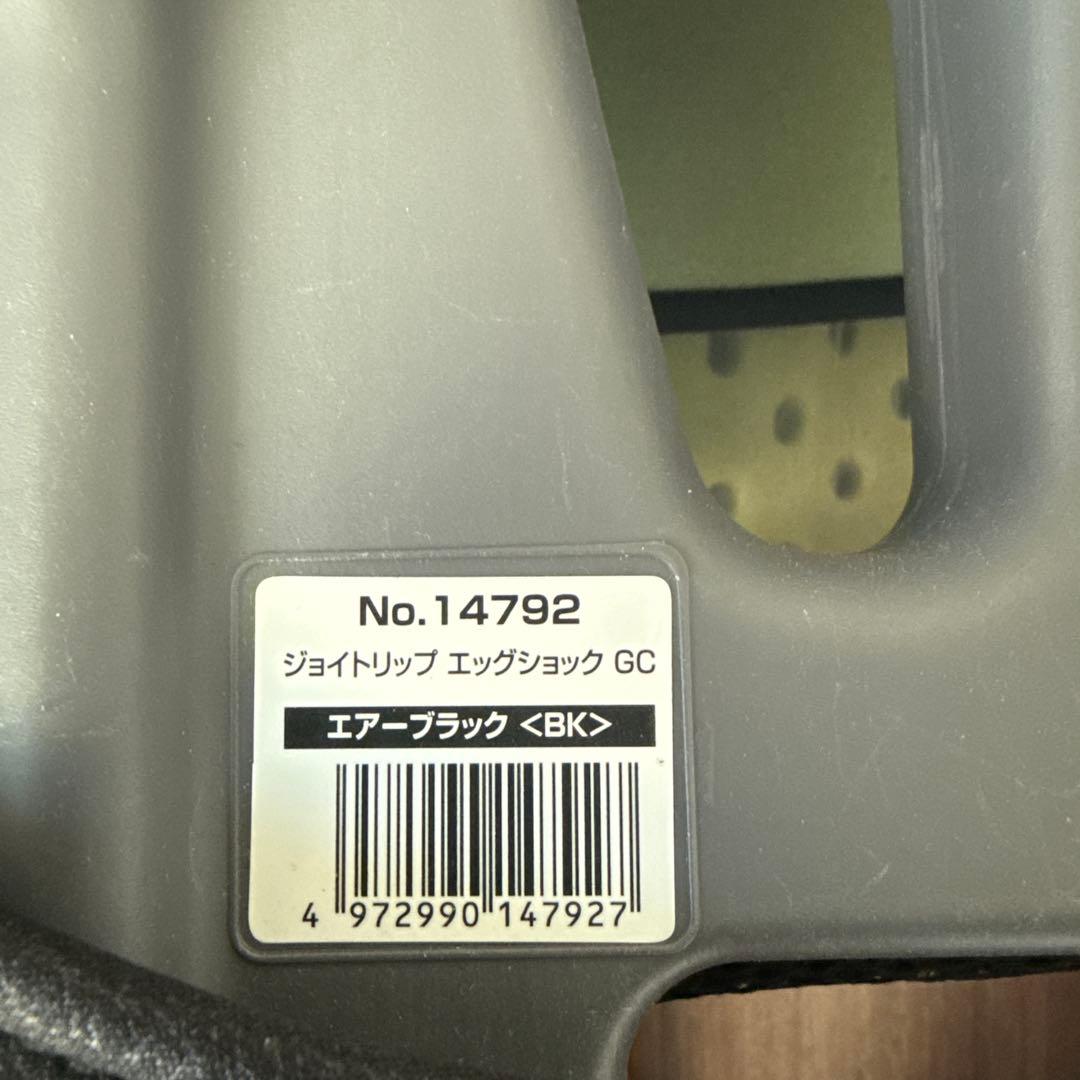 No.14792
ジョイトリップ エッグショック GC
エアーブラック <BK>
4 972990 147927